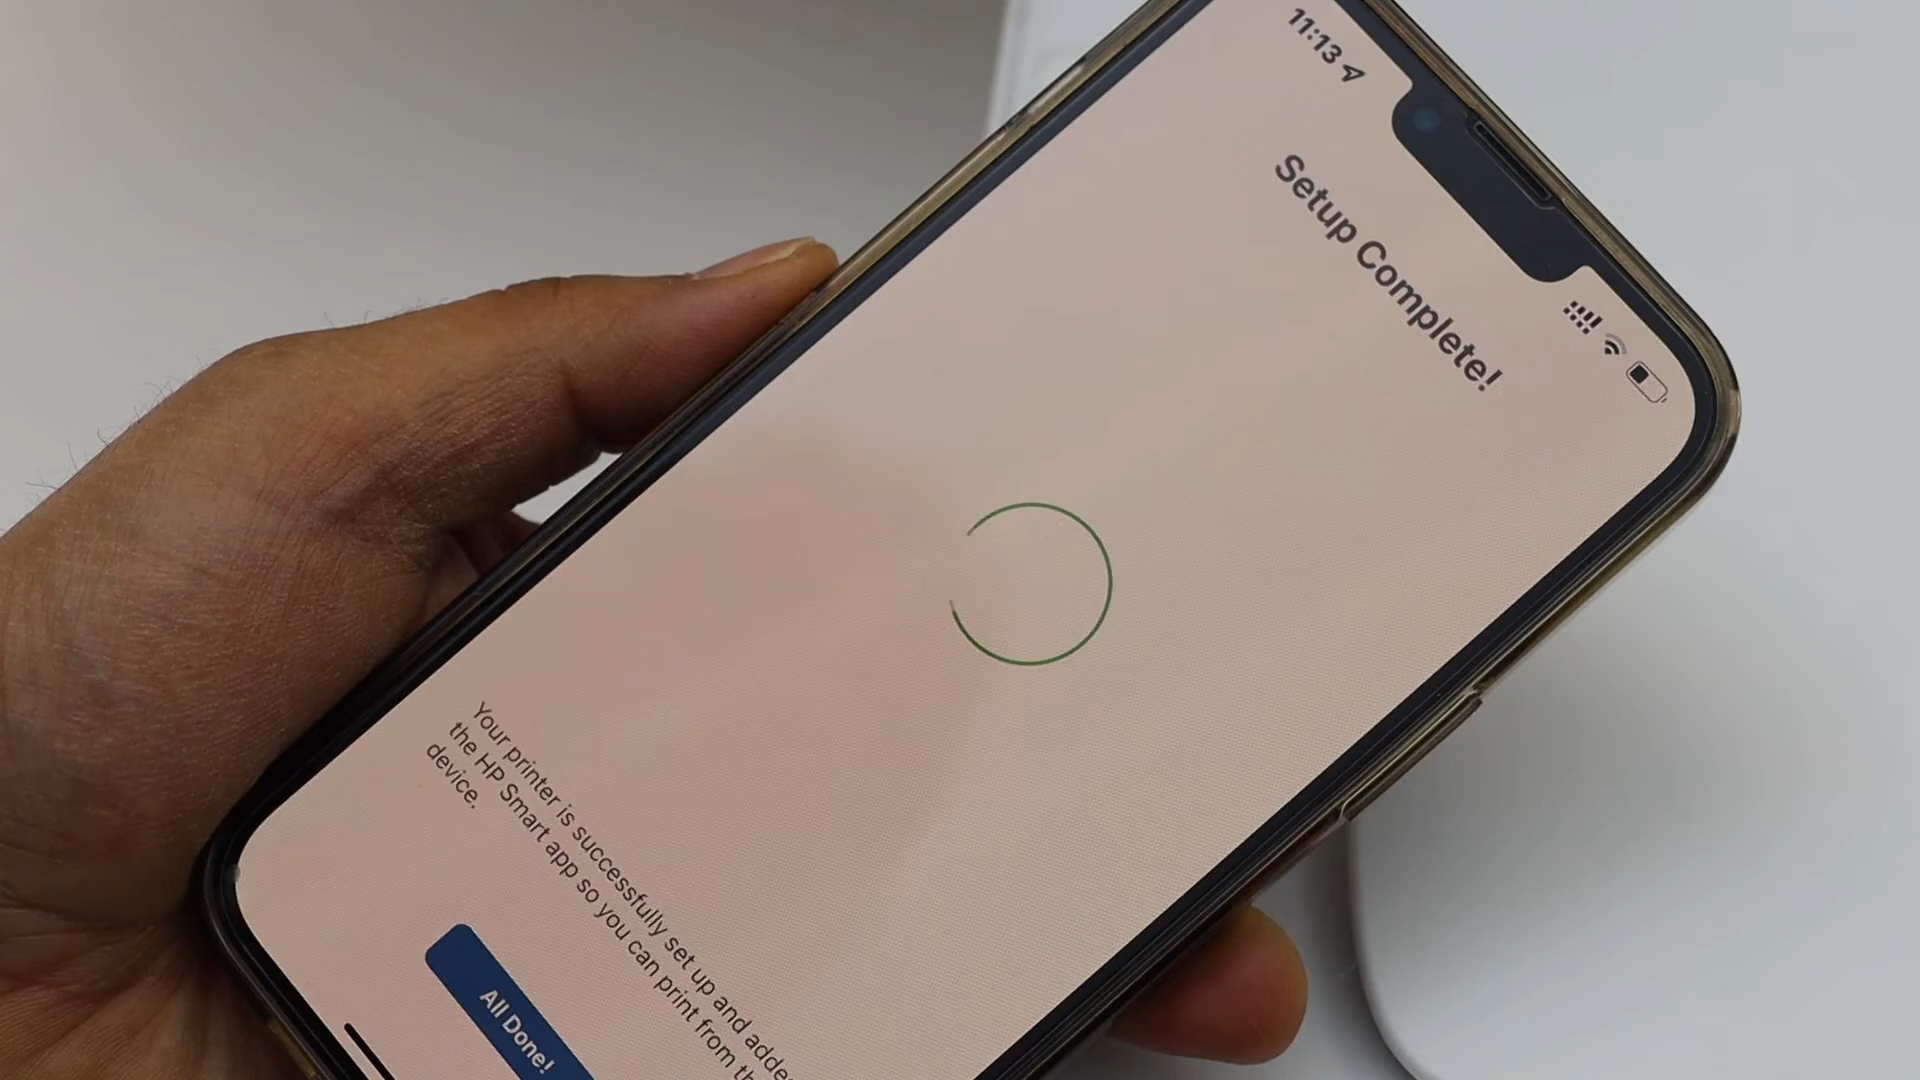 11:13
Setup Complete!
Your printer is successfully set up and added
the HP Smart app so you can print from
device.
All Done!